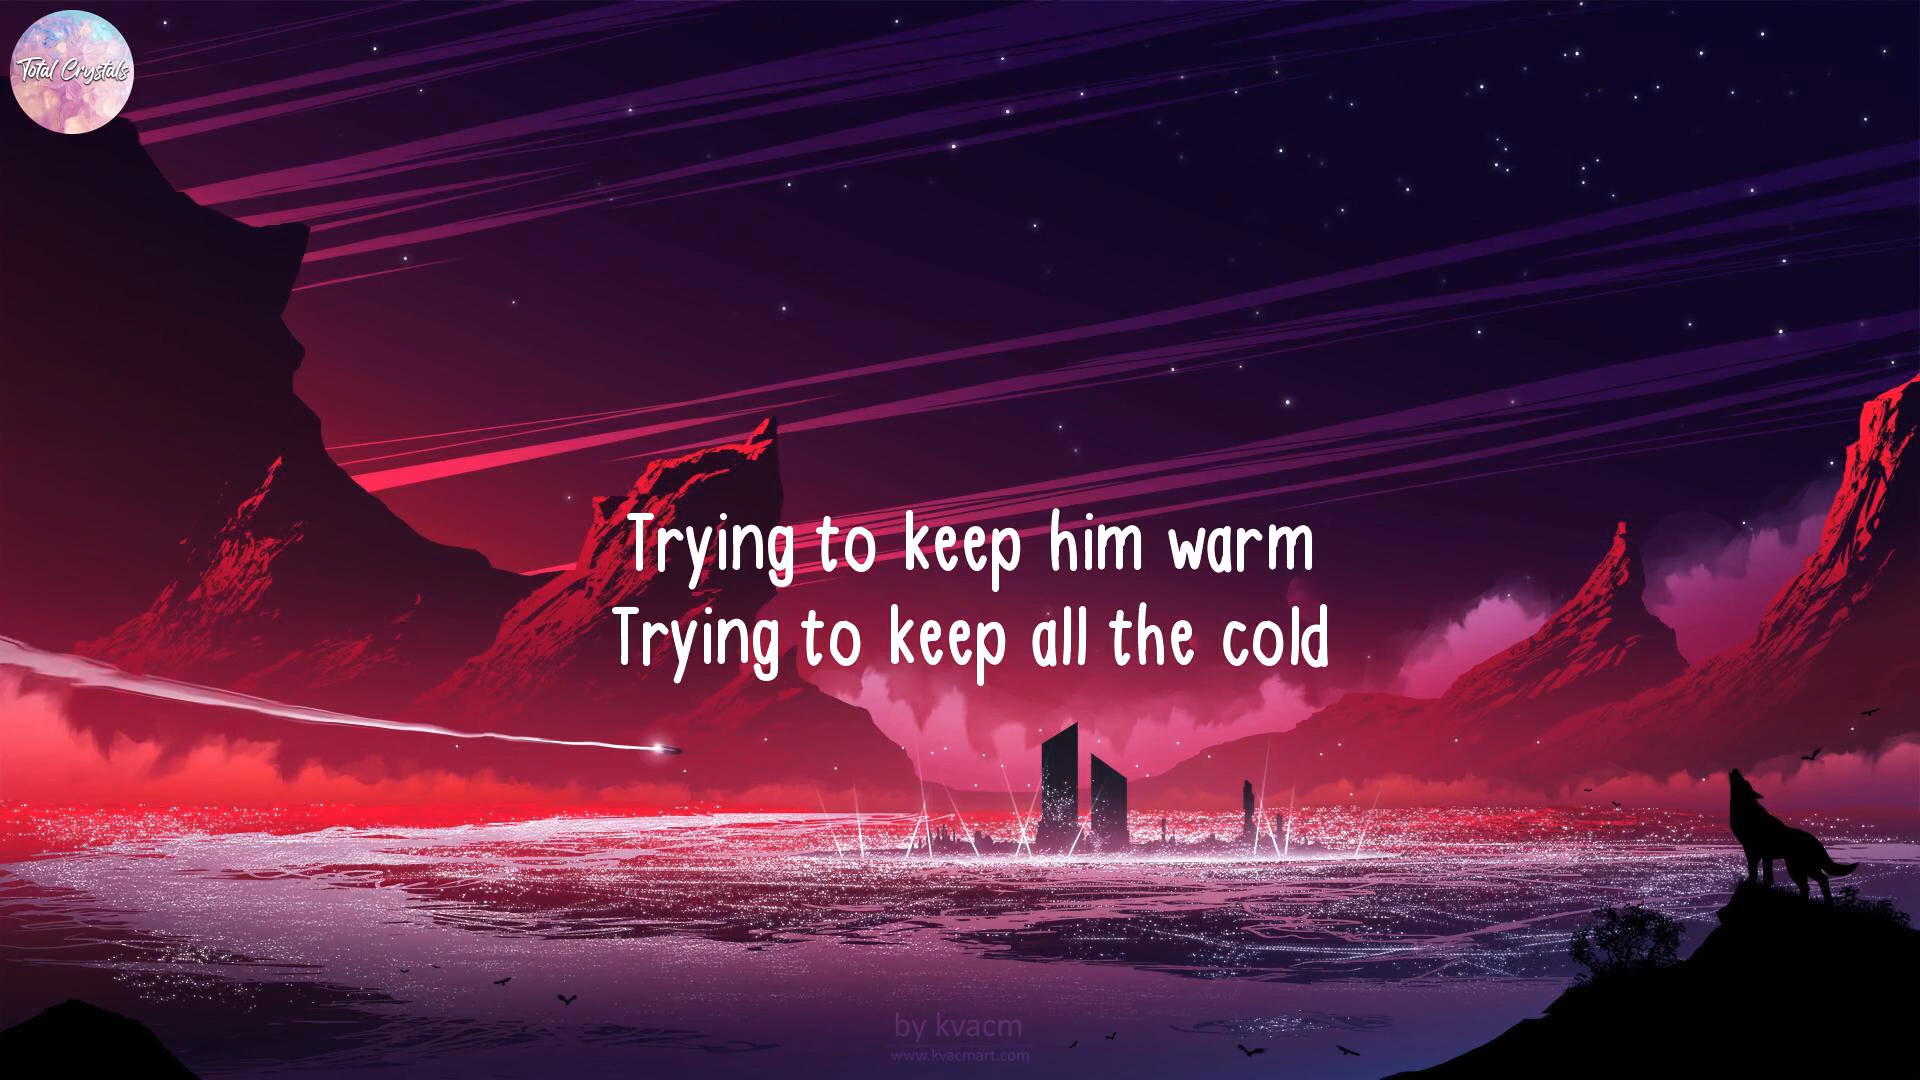 Total Crystals
Trying to keep him warm
Trying to keep all the cold
by kvacm
www.kvacmart.com